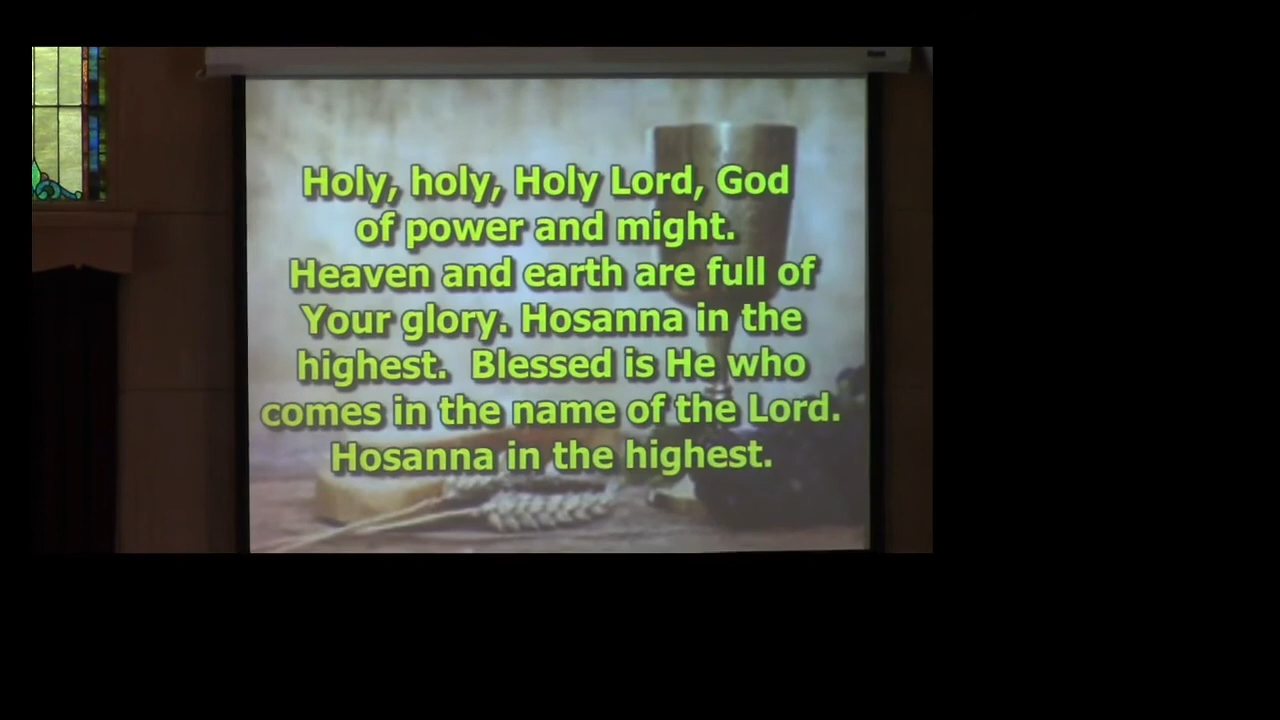 Holy, holy, Holy Lord, God
of power and might.
Heaven and earth are full of
Your glory. Hosanna in the
highest.  Blessed is He who
comes in the name of the Lord.
Hosanna in the highest.